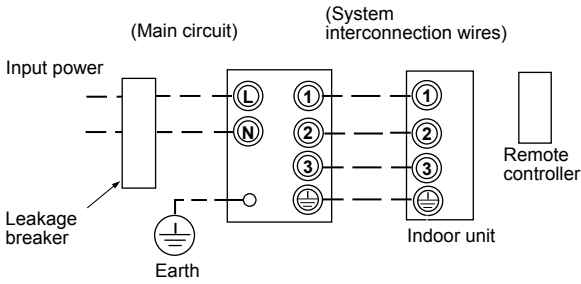 (Main circuit)
(System
interconnection wires)
Input power
L
N
1
2
3
1
2
3
Remote
controller
Leakage
breaker
Earth
Indoor unit